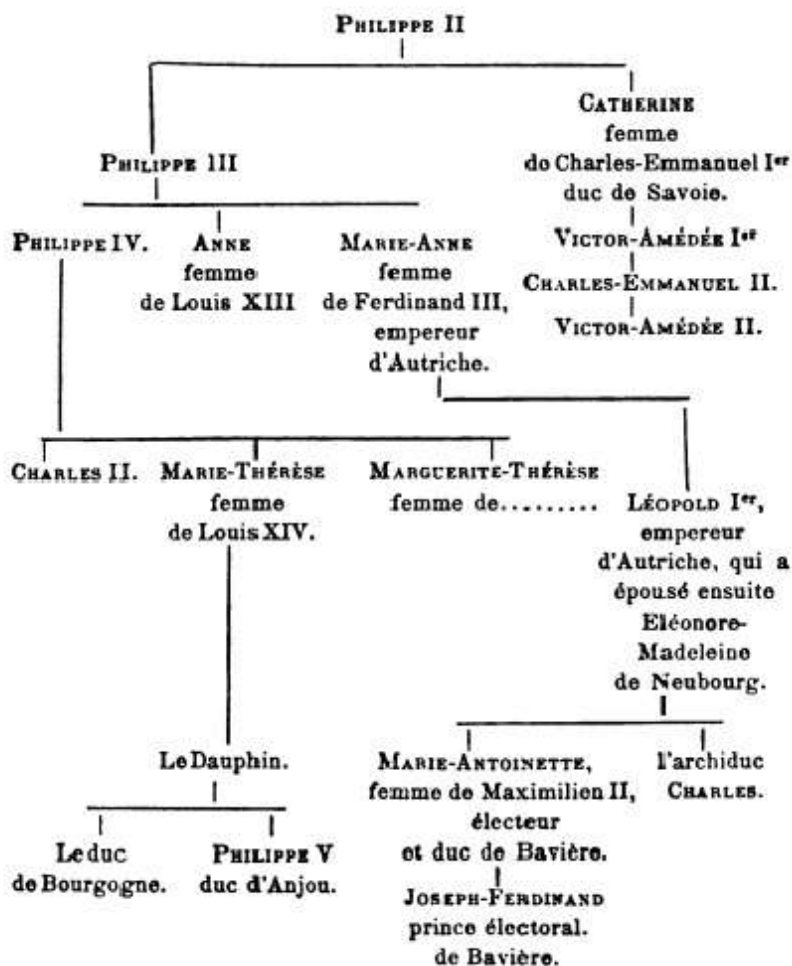 PHILIPPE II
CATHERINE
femme
do Charles-Emmanuel Ier
duc de Savoie.
PHILIPPE III
VICTOR-AMÉDÉE Ier
CHARLES-EMMANUEL II.
VICTOR-AMÉDÉE II.
PHILIPPE IV.
ANNE
femme
de Louis XIII
MARIE-ANNE
femme
de Ferdinand III,
empereur
d'Autriche.
CHARLES II.
MARIE-THÉRÈSE
femme
de Louis XIV.
MARGUERITE-THÉRÈSE
femme de.........
LÉOPOLD Ier,
empereur
d'Autriche, qui a
épousé ensuite
Eléonore-
Madeleine
de Neubourg.
Le Dauphin.
MARIE-ANTOINETTE,
femme de Maximilien II,
électeur
et duc de Bavière.
l'archiduc
CHARLES.
Le duc
de Bourgogne.
PHILIPPE V
duc d'Anjou.
JOSEPH-FERDINAND
prince électoral.
de Bavière.